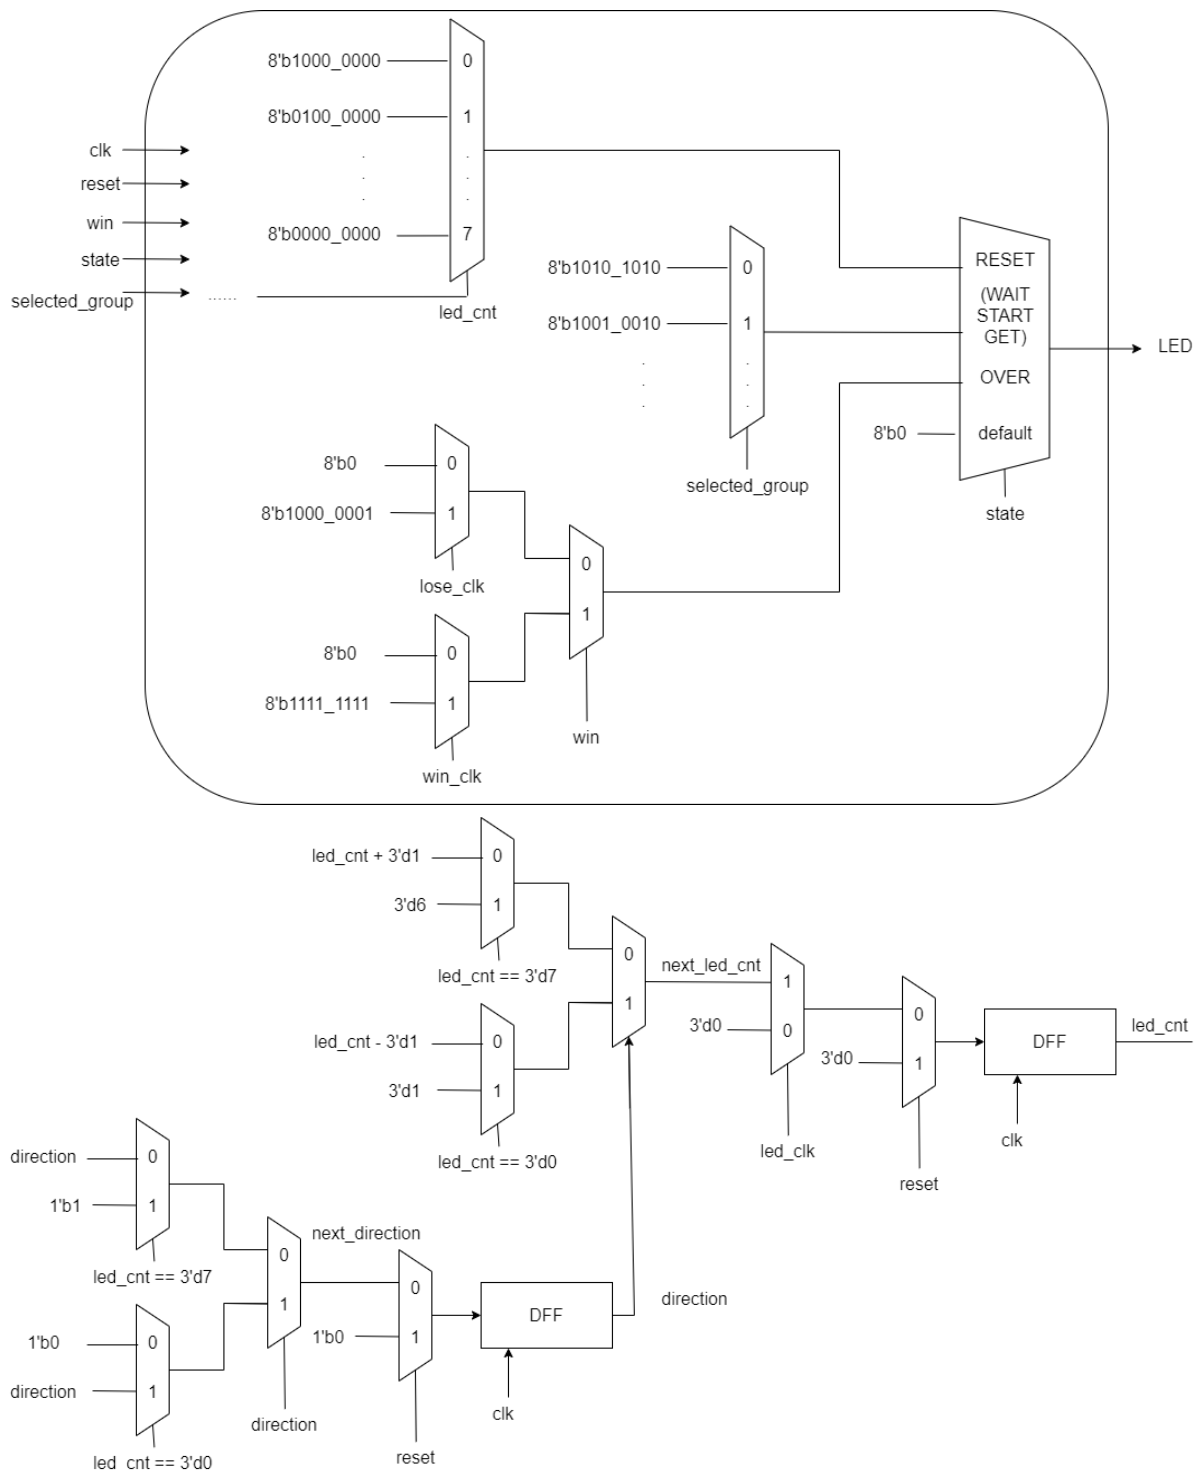 8'b1000_0000
0
8'b0100_0000
1
clk
reset
win
state
selected_group
8'b0000_0000
7
led_cnt
8'b1010_1010
0
8'b1001_0010
1
selected_group
RESET
(WAIT
START
GET)
OVER
8'b0
default
state
LED
8'b0
0
8'b1000_0001
1
lose_clk
0
1
win
8'b0
0
8'b1111_1111
1
win_clk
led_cnt + 3'd1
0
3'd6
1
led_cnt == 3'd7
led_cnt - 3'd1
0
3'd1
1
led_cnt == 3'd0
0
1
next_led_cnt
1
3'd0
0
led_clk
0
3'd0
1
reset
DFF
clk
led_cnt
direction
0
1'b1
1
led_cnt == 3'd7
1'b0
0
direction
1
led_cnt == 3'd0
0
1
direction
next_direction
0
1'b0
1
reset
DFF
clk
direction